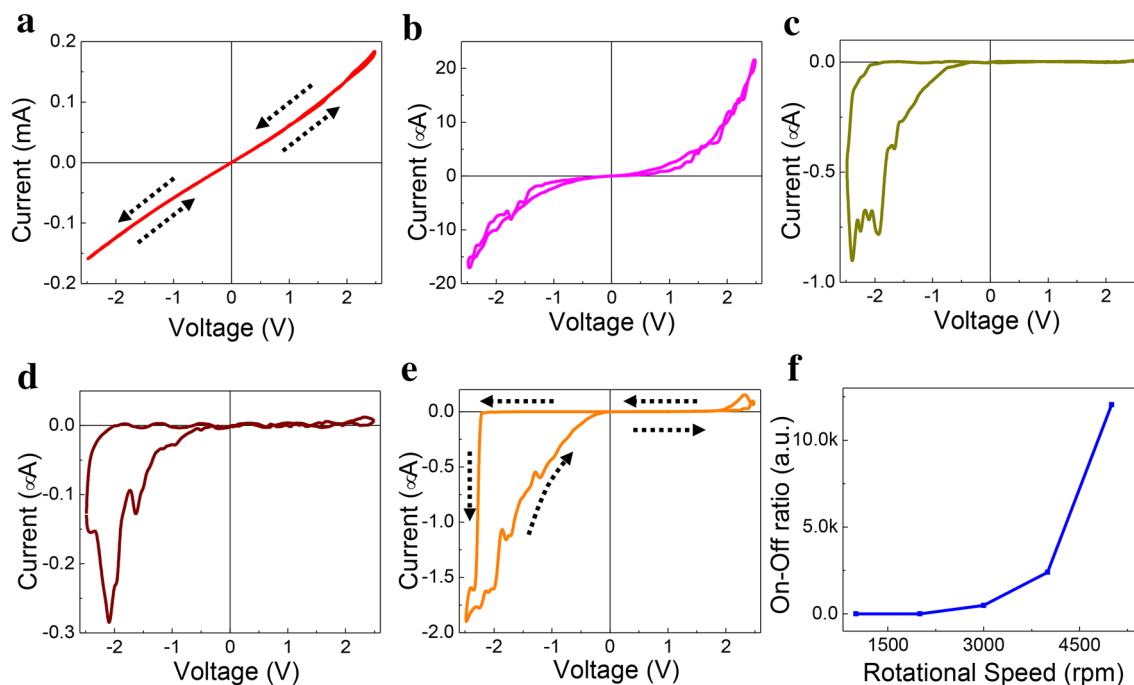 a
0.2
0.1
0.0
-0.1
-0.2
Current (mA)
-2 -1 0 1 2
Voltage (V)
b
20
10
0
-10
-20
Current (∝A)
-2 -1 0 1 2
Voltage (V)
c
0.0
-0.5
-1.0
Current (∝A)
-2 -1 0 1 2
Voltage (V)
d
0.0
-0.1
-0.2
-0.3
Current (∝A)
-2 -1 0 1 2
Voltage (V)
e
0.0
-0.5
-1.0
-1.5
-2.0
Current (∝A)
-2 -1 0 1 2
Voltage (V)
f
10.0k
5.0k
0.0
On-Off ratio (a.u.)
1500 3000 4500
Rotational Speed (rpm)